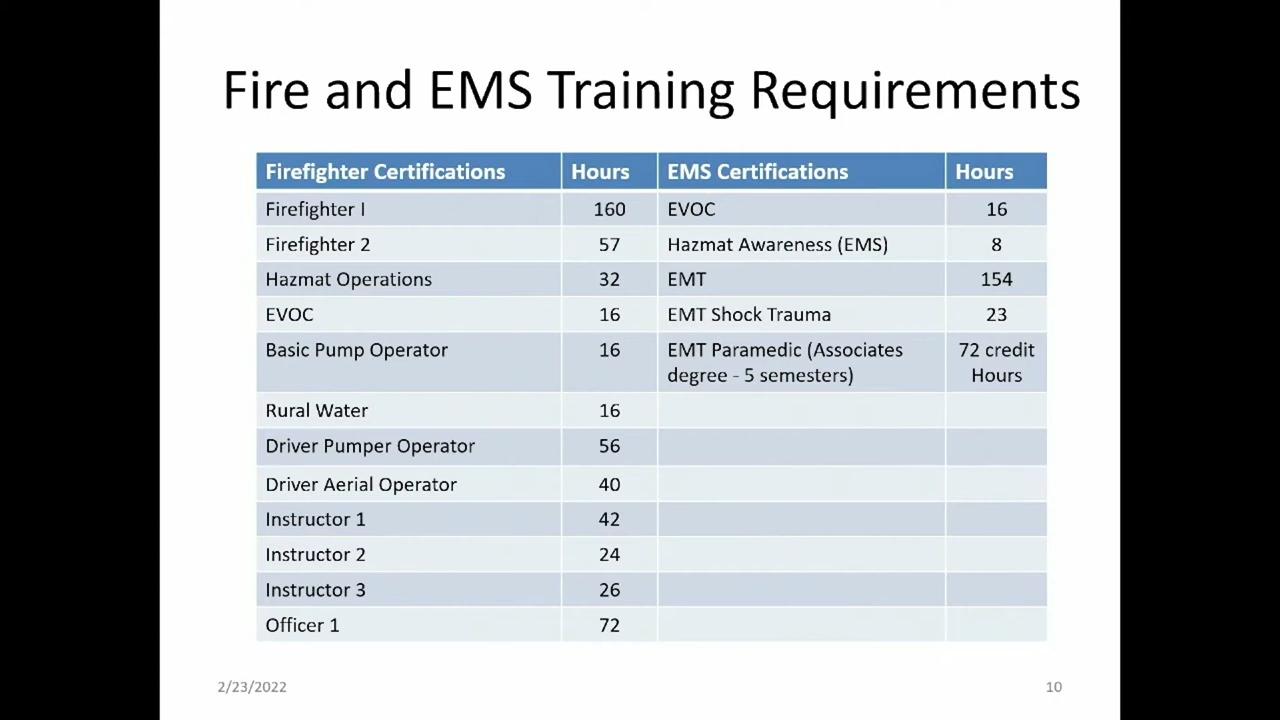 Fire and EMS Training Requirements
Firefighter Certifications Hours EMS Certifications Hours
Firefighter I 160 EVOC 16
Firefighter 2 57 Hazmat Awareness (EMS) 8
Hazmat Operations 32 EMT 154
EVOC 16 EMT Shock Trauma 23
Basic Pump Operator 16 EMT Paramedic (Associates 72 credit
degree - 5 semesters) Hours
Rural Water 16
Driver Pumper Operator 56
Driver Aerial Operator 40
Instructor 1 42
Instructor 2 24
Instructor 3 26
Officer 1 72
2/23/2022 10